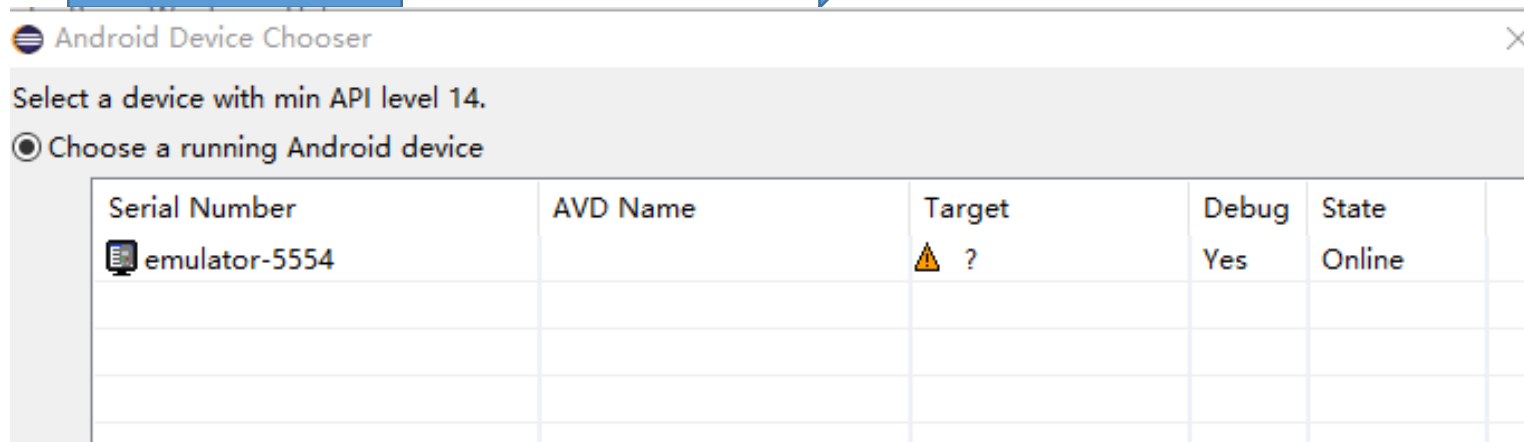 Android Device Chooser
Select a device with min API level 14.
Choose a running Android device
Serial Number AVD Name Target Debug State
emulator-5554 ? Yes Online